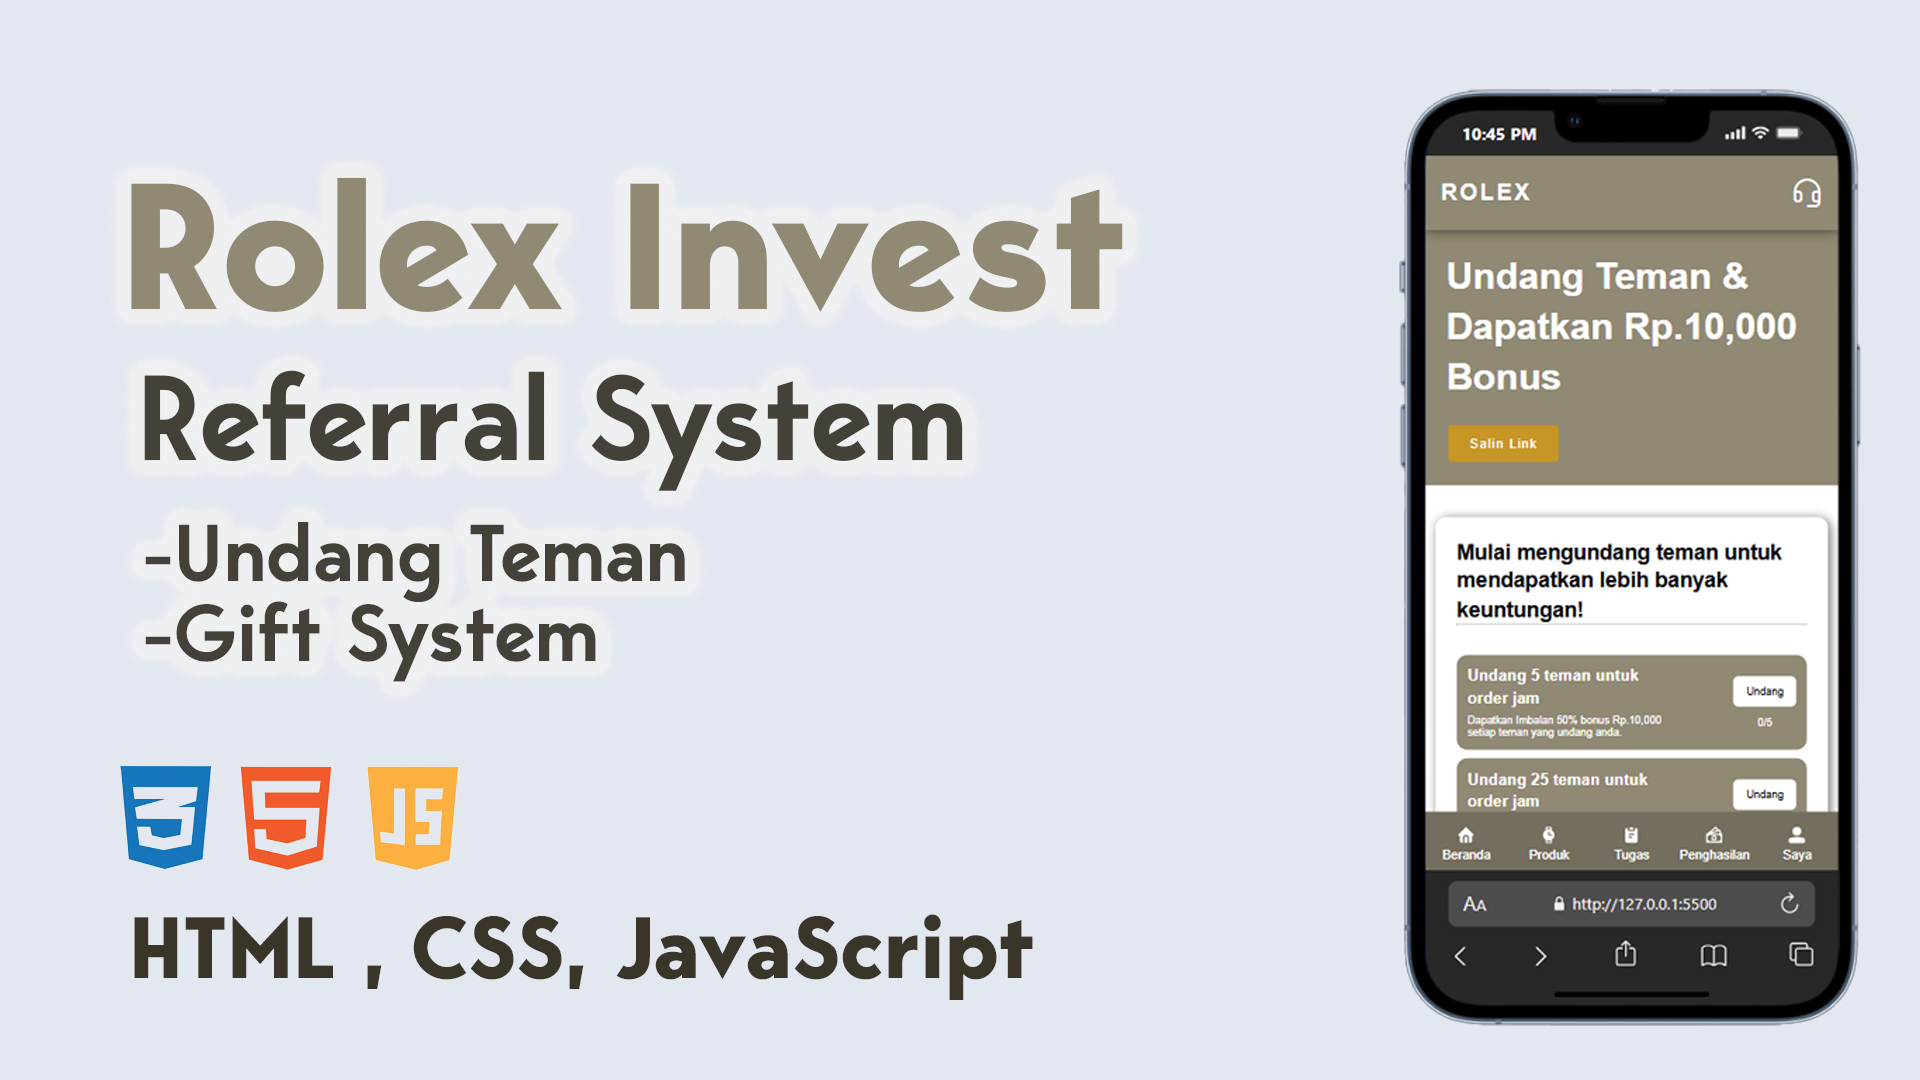 Rolex Invest
Referral System
-Undang Teman
-Gift System
3 5 JS
HTML , CSS, JavaScript
10:45 PM
ROLEX
Undang Teman &
Dapatkan Rp.10,000
Bonus
Salin Link
Mulai mengundang teman untuk
mendapatkan lebih banyak
keuntungan!
Undang 5 teman untuk
order jam
Dapatkan Imbalan 50% bonus Rp.10,000
setiap teman yang undang anda.
Undang
0/5
Undang 25 teman untuk
order jam
Undang
Beranda Produk Tugas Penghasilan Saya
AA http://127.0.0.1:5500